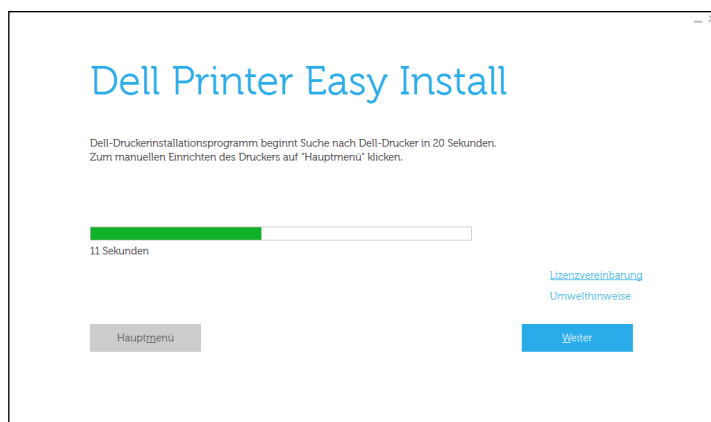 Dell Printer Easy Install
Dell-Druckerinstallationsprogramm beginnt Suche nach Dell-Drucker in 20 Sekunden.
Zum manuellen Einrichten des Druckers auf "Hauptmenü" klicken.
11 Sekunden
Lizenzvereinbarung
Umwelthinweise
Hauptmenü
Weiter